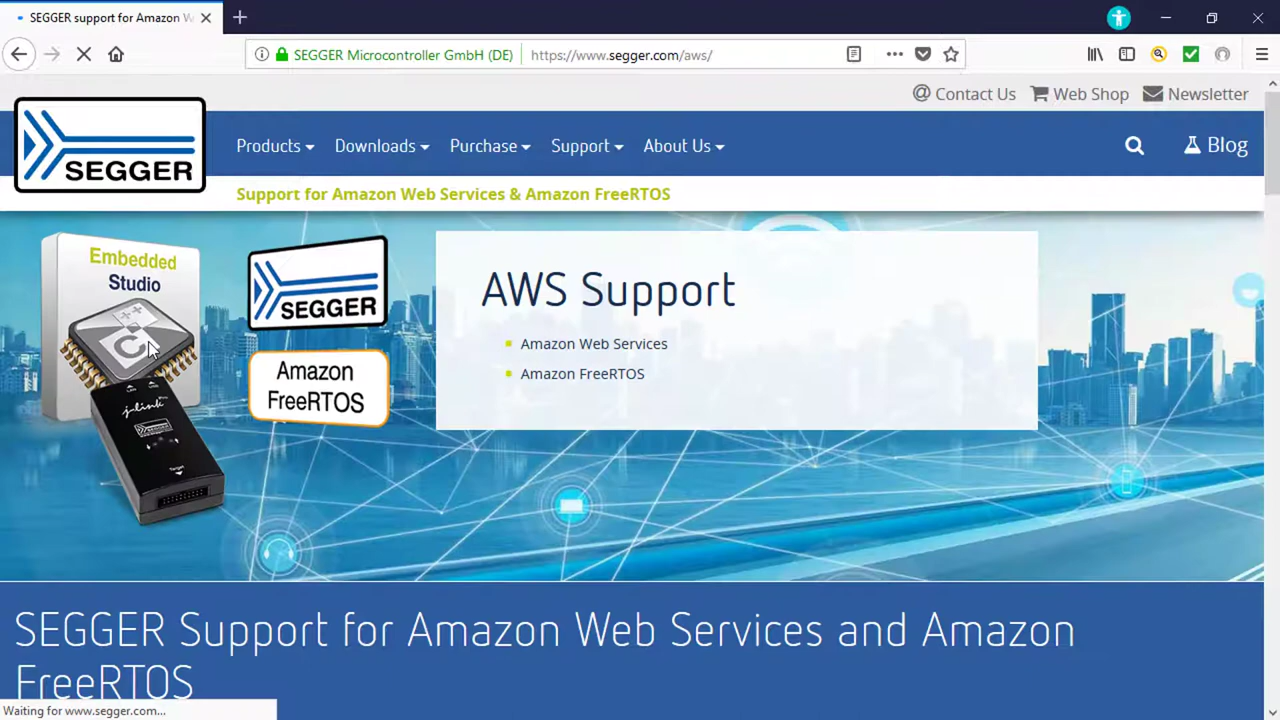 SEGGER support for Amazon W
SEGGER Microcontroller GmbH (DE)
https://www.segger.com/aws/
Contact Us
Web Shop
Newsletter
SEGGER
Products
Downloads
Purchase
Support
About Us
Blog
Support for Amazon Web Services & Amazon FreeRTOS
Embedded
Studio
C
SEGGER
Amazon
FreeRTOS
J-Link
Target
AWS Support
Amazon Web Services
Amazon FreeRTOS
SEGGER Support for Amazon Web Services and Amazon
FreeRTOS
Waiting for www.segger.com...